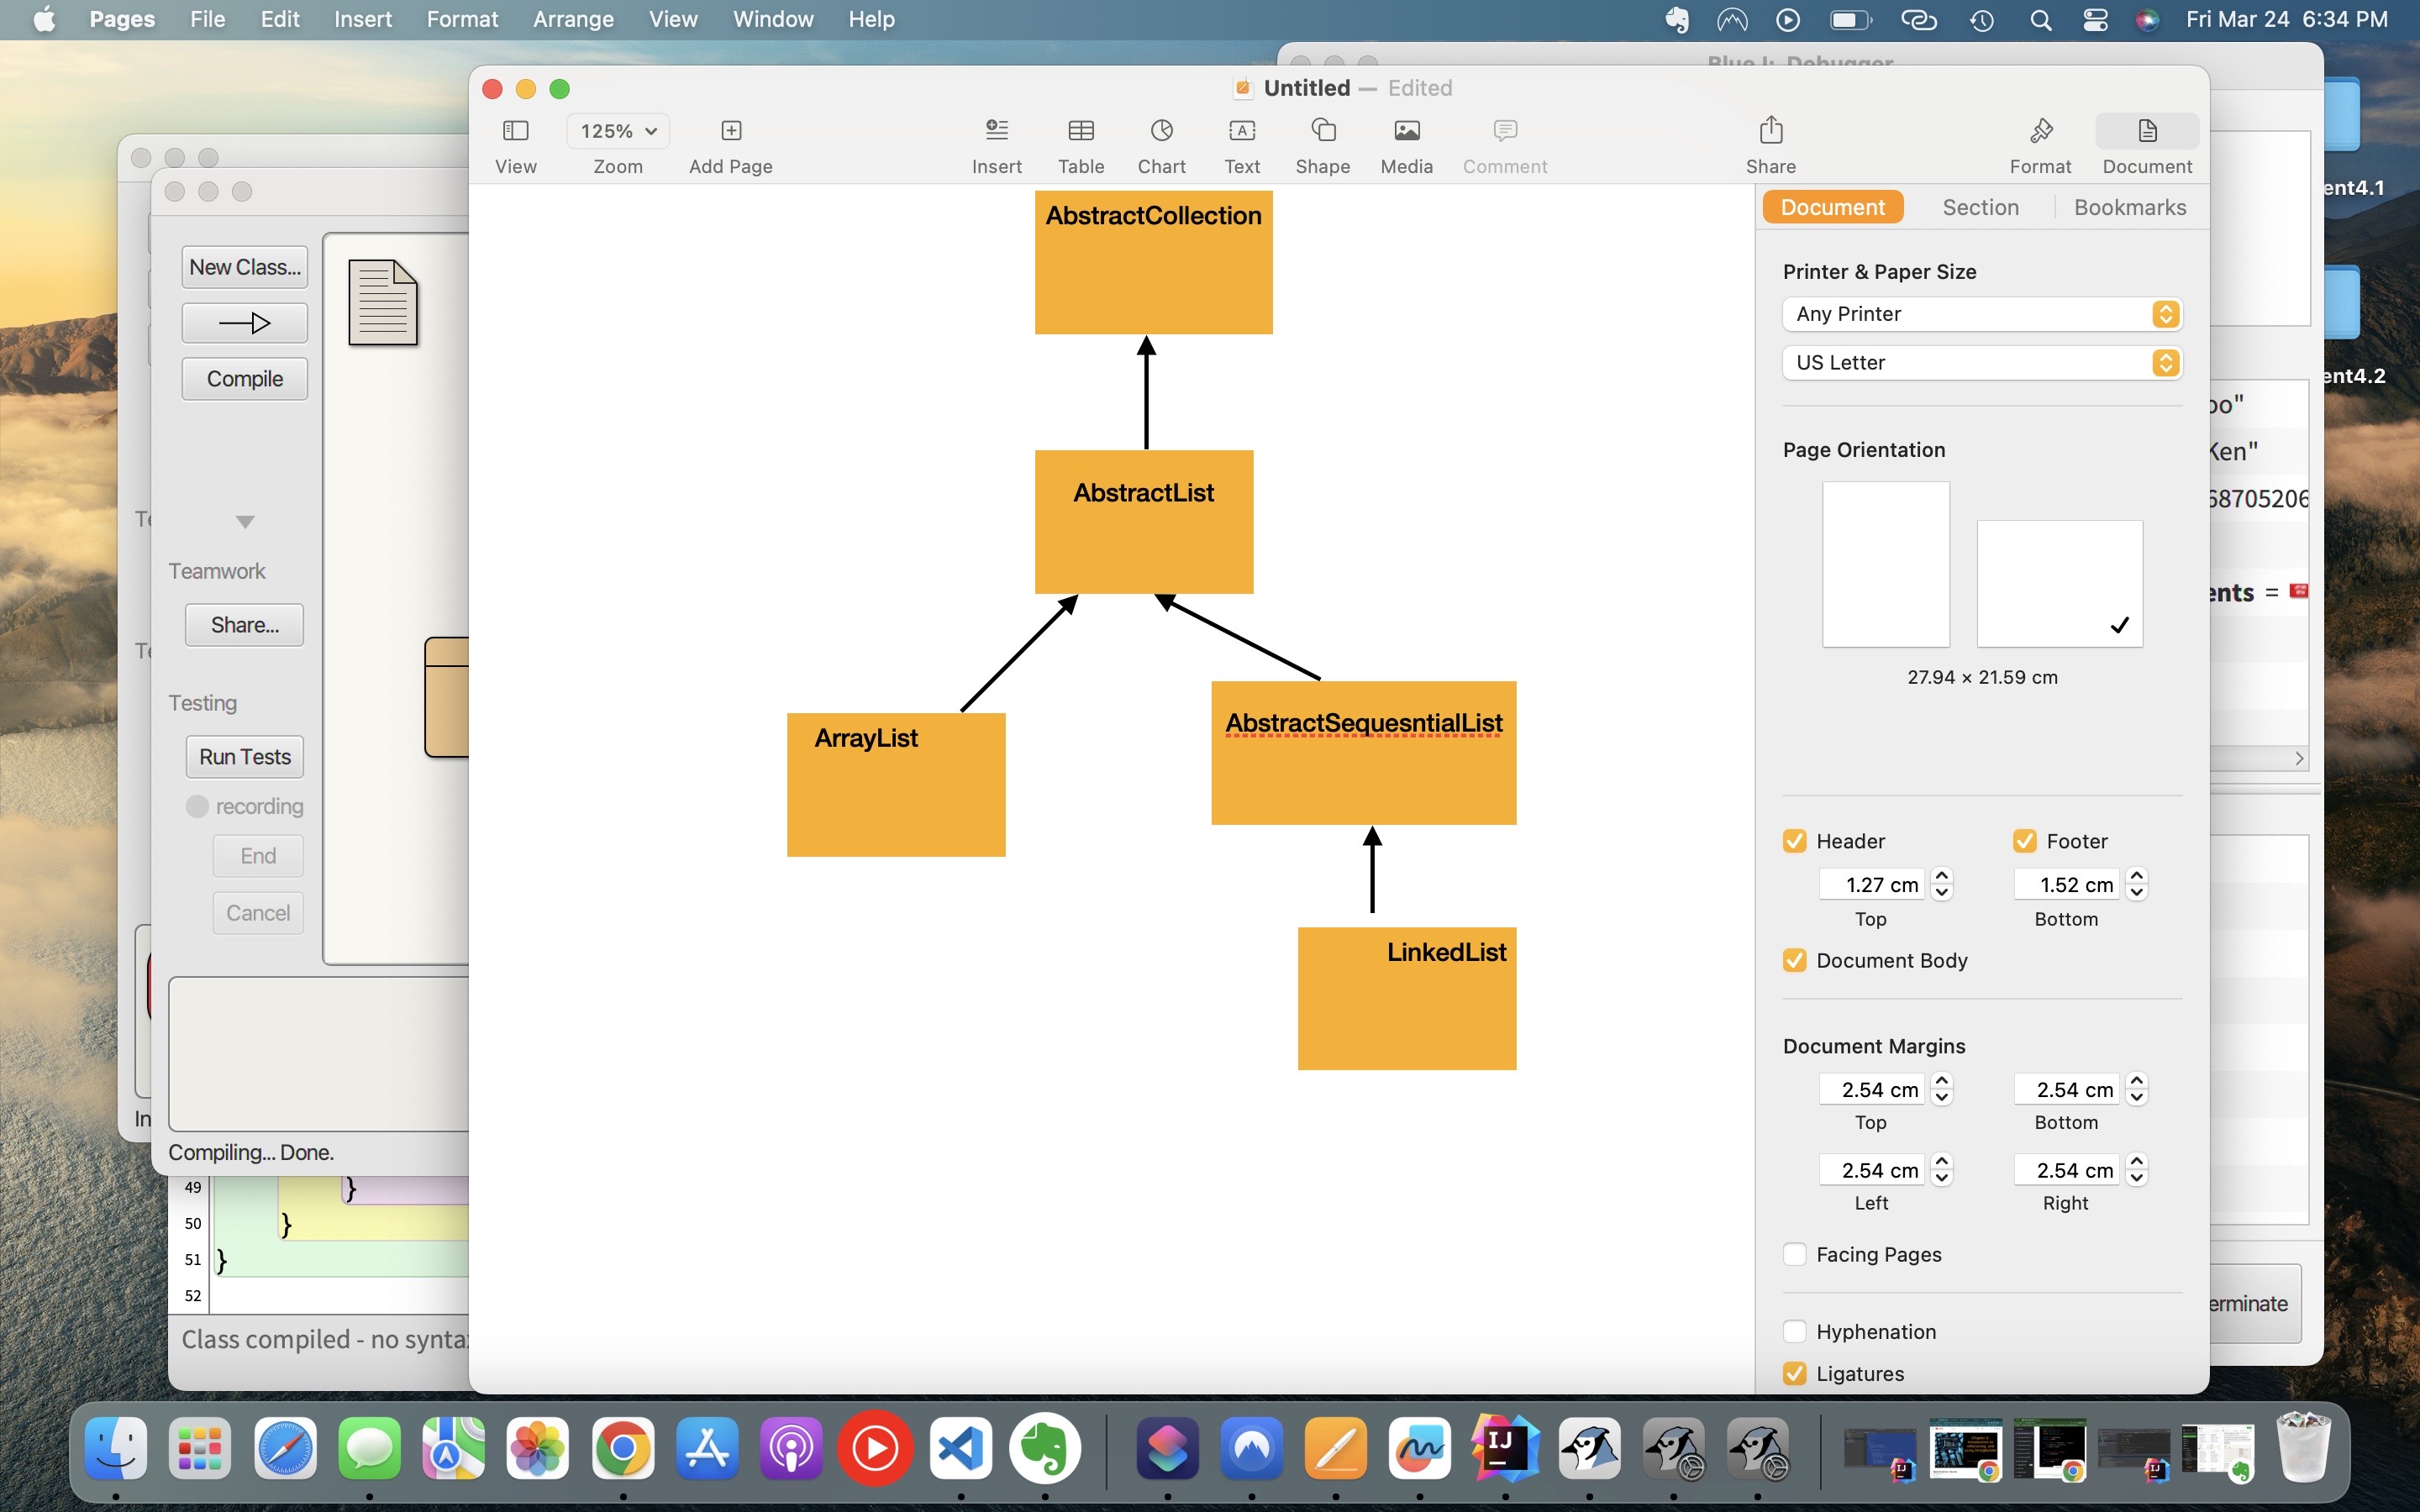 Pages File Edit Insert Format Arrange View Window Help Fri Mar 24 6:34 PM
BlueJ: Debugger
Untitled — Edited
125%
View Zoom Add Page Insert Table Chart Text Shape Media Comment Share Format Document
Document Section Bookmarks
Printer & Paper Size
Any Printer
US Letter
Page Orientation
27.94 × 21.59 cm
Header Footer
1.27 cm 1.52 cm
Top Bottom
Document Body
Document Margins
2.54 cm 2.54 cm
Top Bottom
2.54 cm 2.54 cm
Left Right
Facing Pages
Hyphenation
Ligatures
AbstractCollection
AbstractList
ArrayList
AbstractSequesntialList
LinkedList
New Class...
Compile
Teamwork
Share...
Testing
Run Tests
recording
End
Cancel
Te
Te
In
Compiling... Done.
49 }
50 }
51 }
52
Class compiled - no synta
ent4.1
ent4.2
oo"
Ken"
68705206
ents =
erminate
IJ